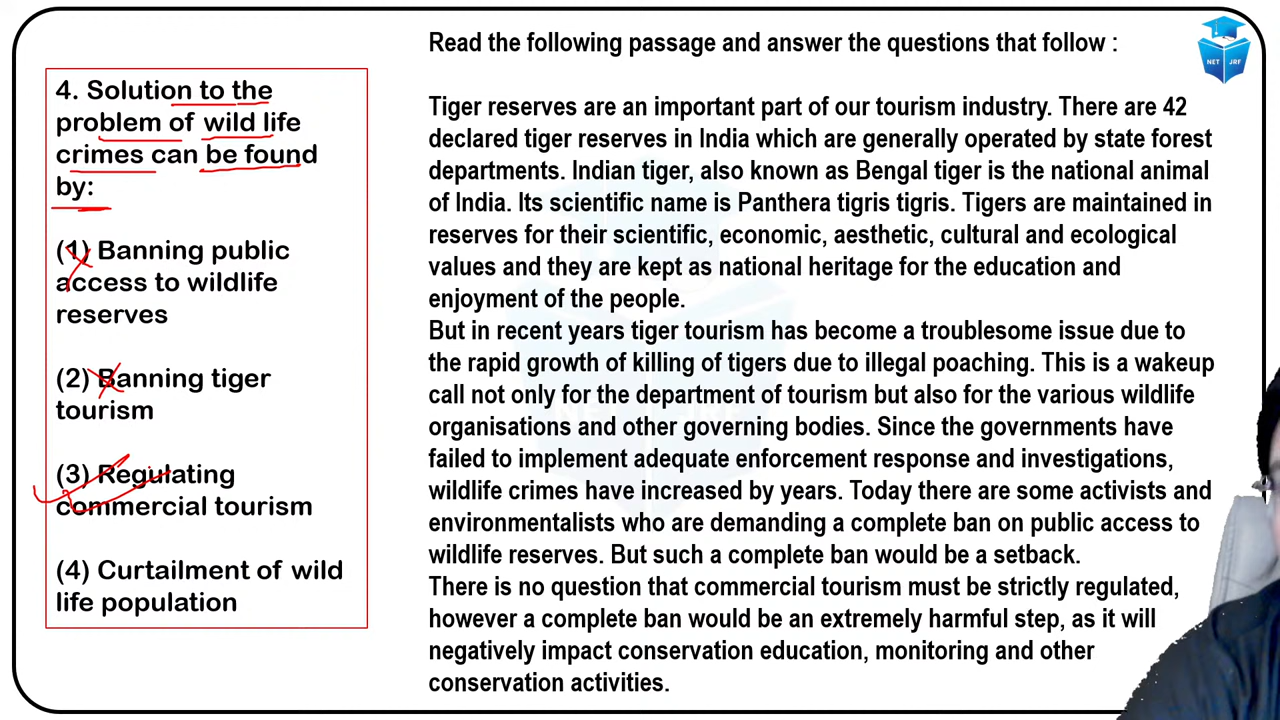 Read the following passage and answer the questions that follow :
NET JRF
4. Solution to the
problem of wild life
crimes can be found
by:
(1) Banning public
access to wildlife
reserves
(2) Banning tiger
tourism
(3) Regulating
commercial tourism
(4) Curtailment of wild
life population
Tiger reserves are an important part of our tourism industry. There are 42
declared tiger reserves in India which are generally operated by state forest
departments. Indian tiger, also known as Bengal tiger is the national animal
of India. Its scientific name is Panthera tigris tigris. Tigers are maintained in
reserves for their scientific, economic, aesthetic, cultural and ecological
values and they are kept as national heritage for the education and
enjoyment of the people.
But in recent years tiger tourism has become a troublesome issue due to
the rapid growth of killing of tigers due to illegal poaching. This is a wakeup
call not only for the department of tourism but also for the various wildlife
organisations and other governing bodies. Since the governments have
failed to implement adequate enforcement response and investigations,
wildlife crimes have increased by years. Today there are some activists and
environmentalists who are demanding a complete ban on public access to
wildlife reserves. But such a complete ban would be a setback.
There is no question that commercial tourism must be strictly regulated,
however a complete ban would be an extremely harmful step, as it will
negatively impact conservation education, monitoring and other
conservation activities.
NET JRF